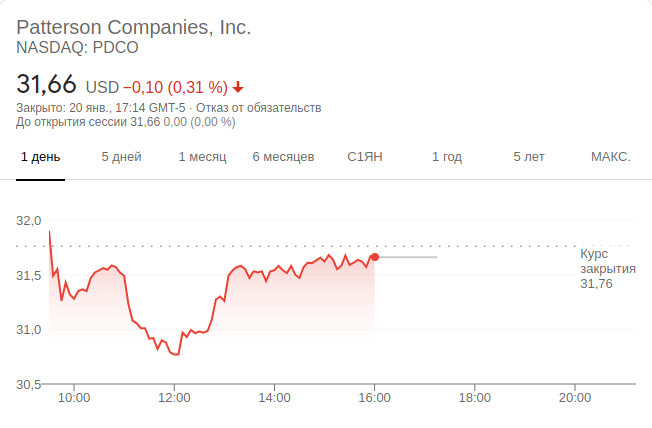 Patterson Companies, Inc.
NASDAQ: PDCO
31,66 USD −0,10 (0,31 %)
Закрыто: 20 янв., 17:14 GMT-5 · Отказ от обязательств
До открытия сессии 31,66 0,00 (0,00 %)
1 день 5 дней 1 месяц 6 месяцев С1ЯН 1 год 5 лет МАКС.
32,0
Курс
закрытия
31,76
31,5
31,0
30,5
10:00 12:00 14:00 16:00 18:00 20:00